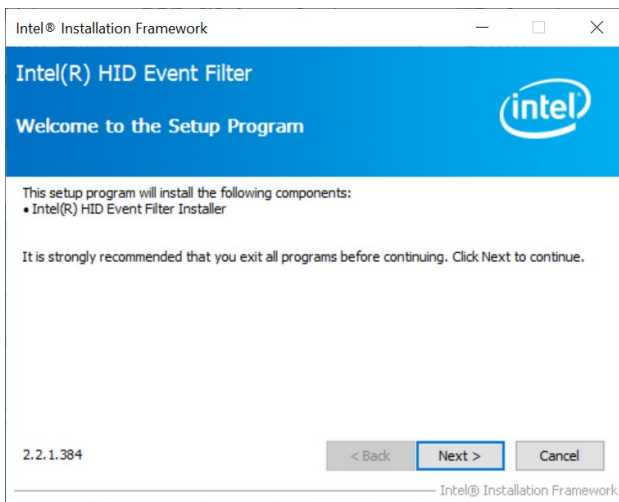 Intel® Installation Framework
Intel(R) HID Event Filter
Welcome to the Setup Program
intel
This setup program will install the following components:
• Intel(R) HID Event Filter Installer
It is strongly recommended that you exit all programs before continuing. Click Next to continue.
2.2.1.384
< Back
Next >
Cancel
Intel® Installation Framework